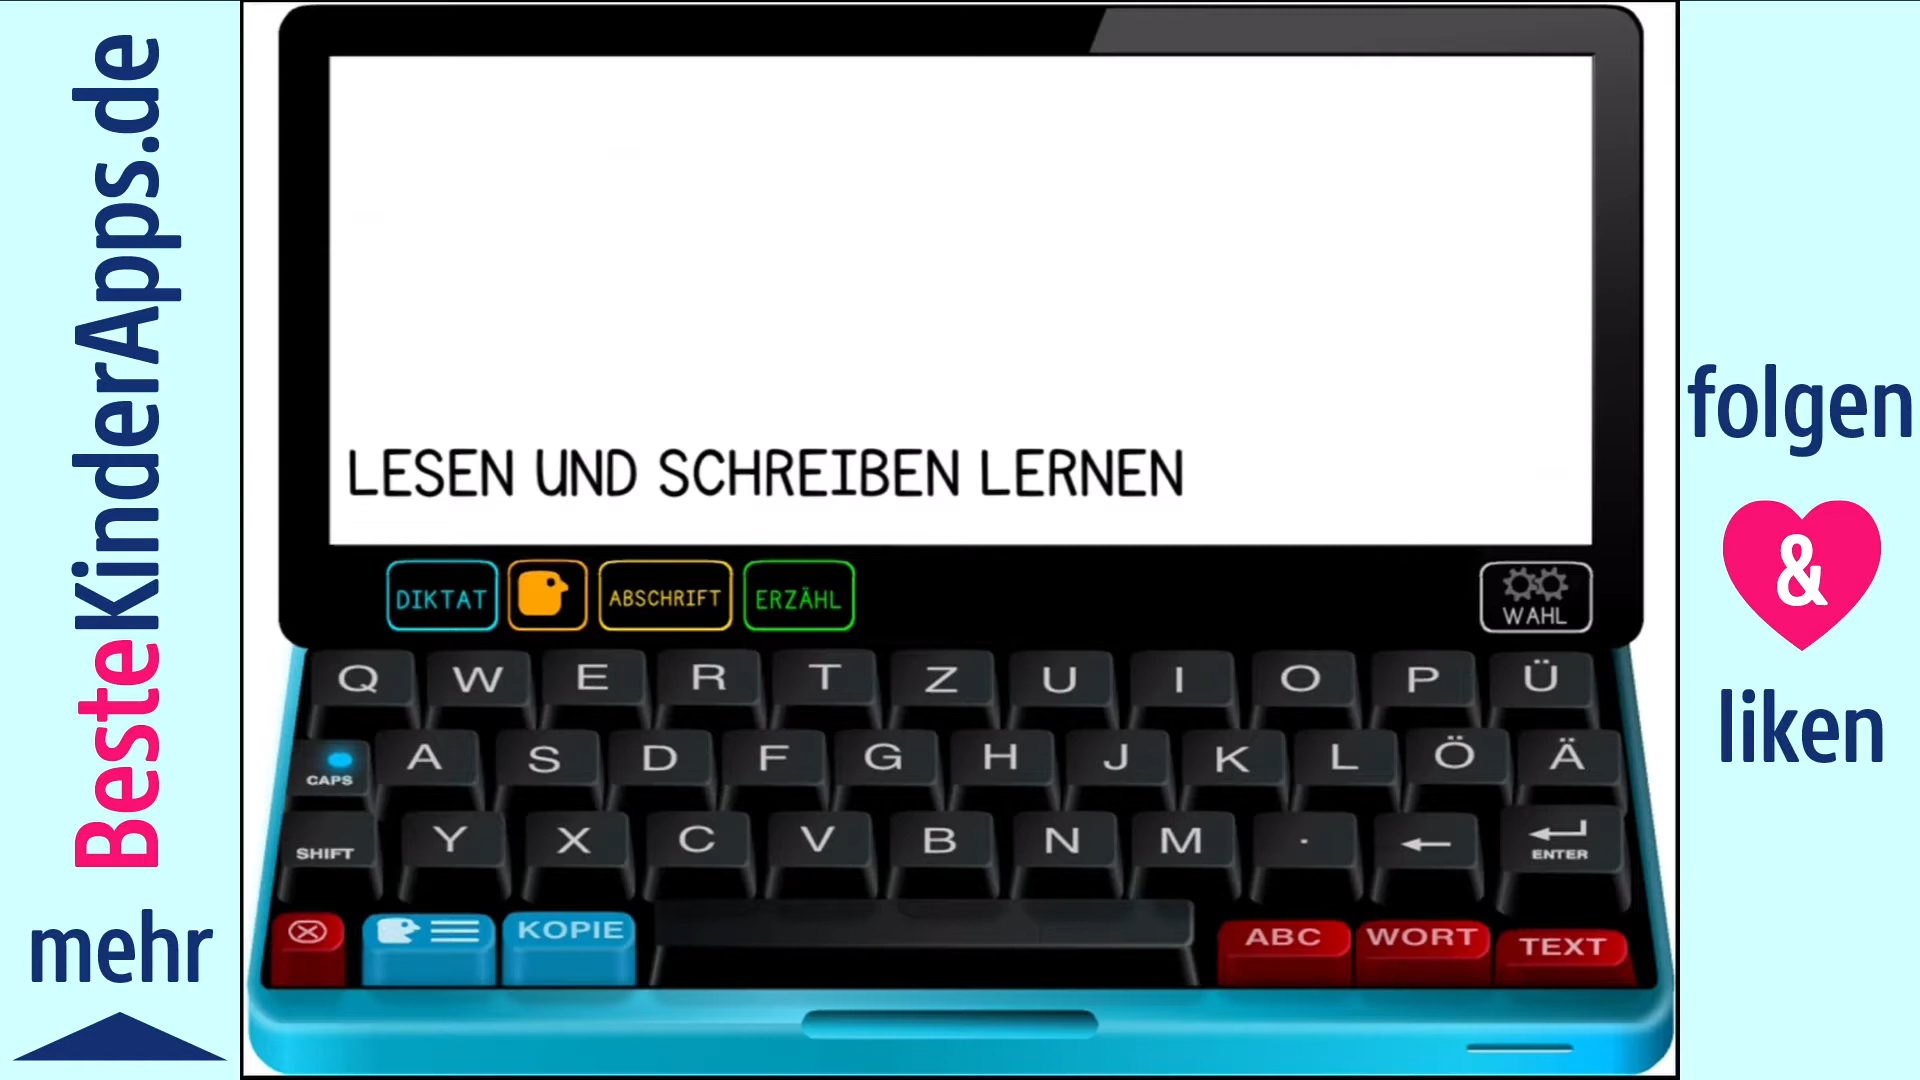 BesteKinderApps.de
mehr
LESEN UND SCHREIBEN LERNEN
DIKTAT ABSCHRIFT ERZÄHL WAHL
Q W E R T Z U I O P Ü
CAPS A S D F G H J K L Ö Ä
SHIFT Y X C V B N M . ← ENTER
KOPIE ABC WORT TEXT
folgen
&
liken